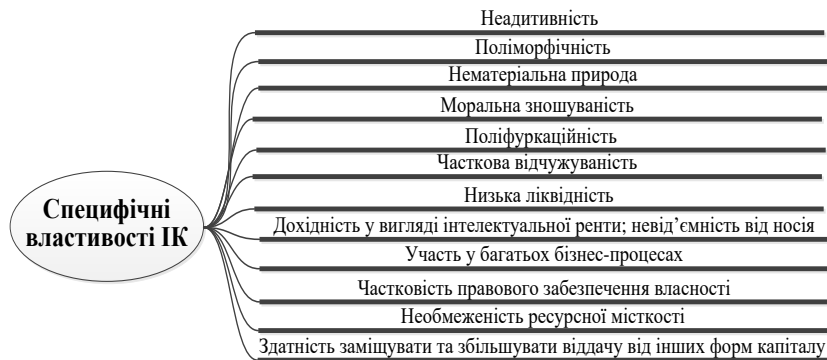 Неадитивність
Поліморфічність
Нематеріальна природа
Моральна зношуваність
Поліфуркаційність
Часткова відчужуваність
Низька ліквідність
Специфічні
властивості ІК
Дохідність у вигляді інтелектуальної ренти; невід’ємність від носія
Участь у багатьох бізнес-процесах
Частковість правового забезпечення власності
Необмеженість ресурсної місткості
Здатність заміщувати та збільшувати віддачу від інших форм капіталу